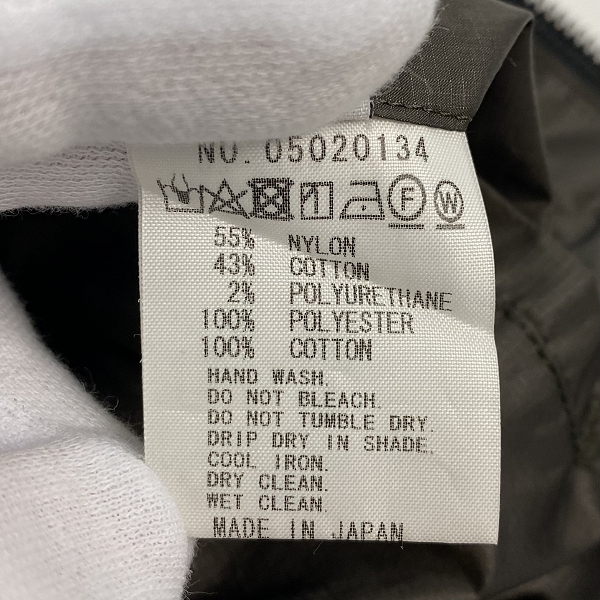 NO. 05020134
F W
55% NYLON
43% COTTON
2% POLYURETHANE
100% POLYESTER
100% COTTON
HAND WASH.
DO NOT BLEACH.
DO NOT TUMBLE DRY.
DRIP DRY IN SHADE.
COOL IRON.
DRY CLEAN.
WET CLEAN.
MADE IN JAPAN